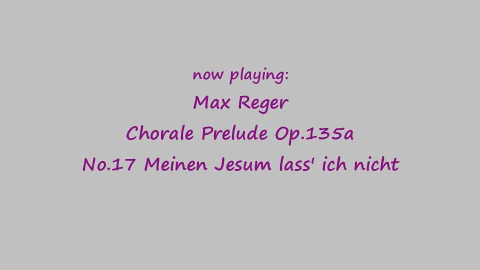 now playing:
Max Reger
Chorale Prelude Op.135a
No.17 Meinen Jesum lass' ich nicht